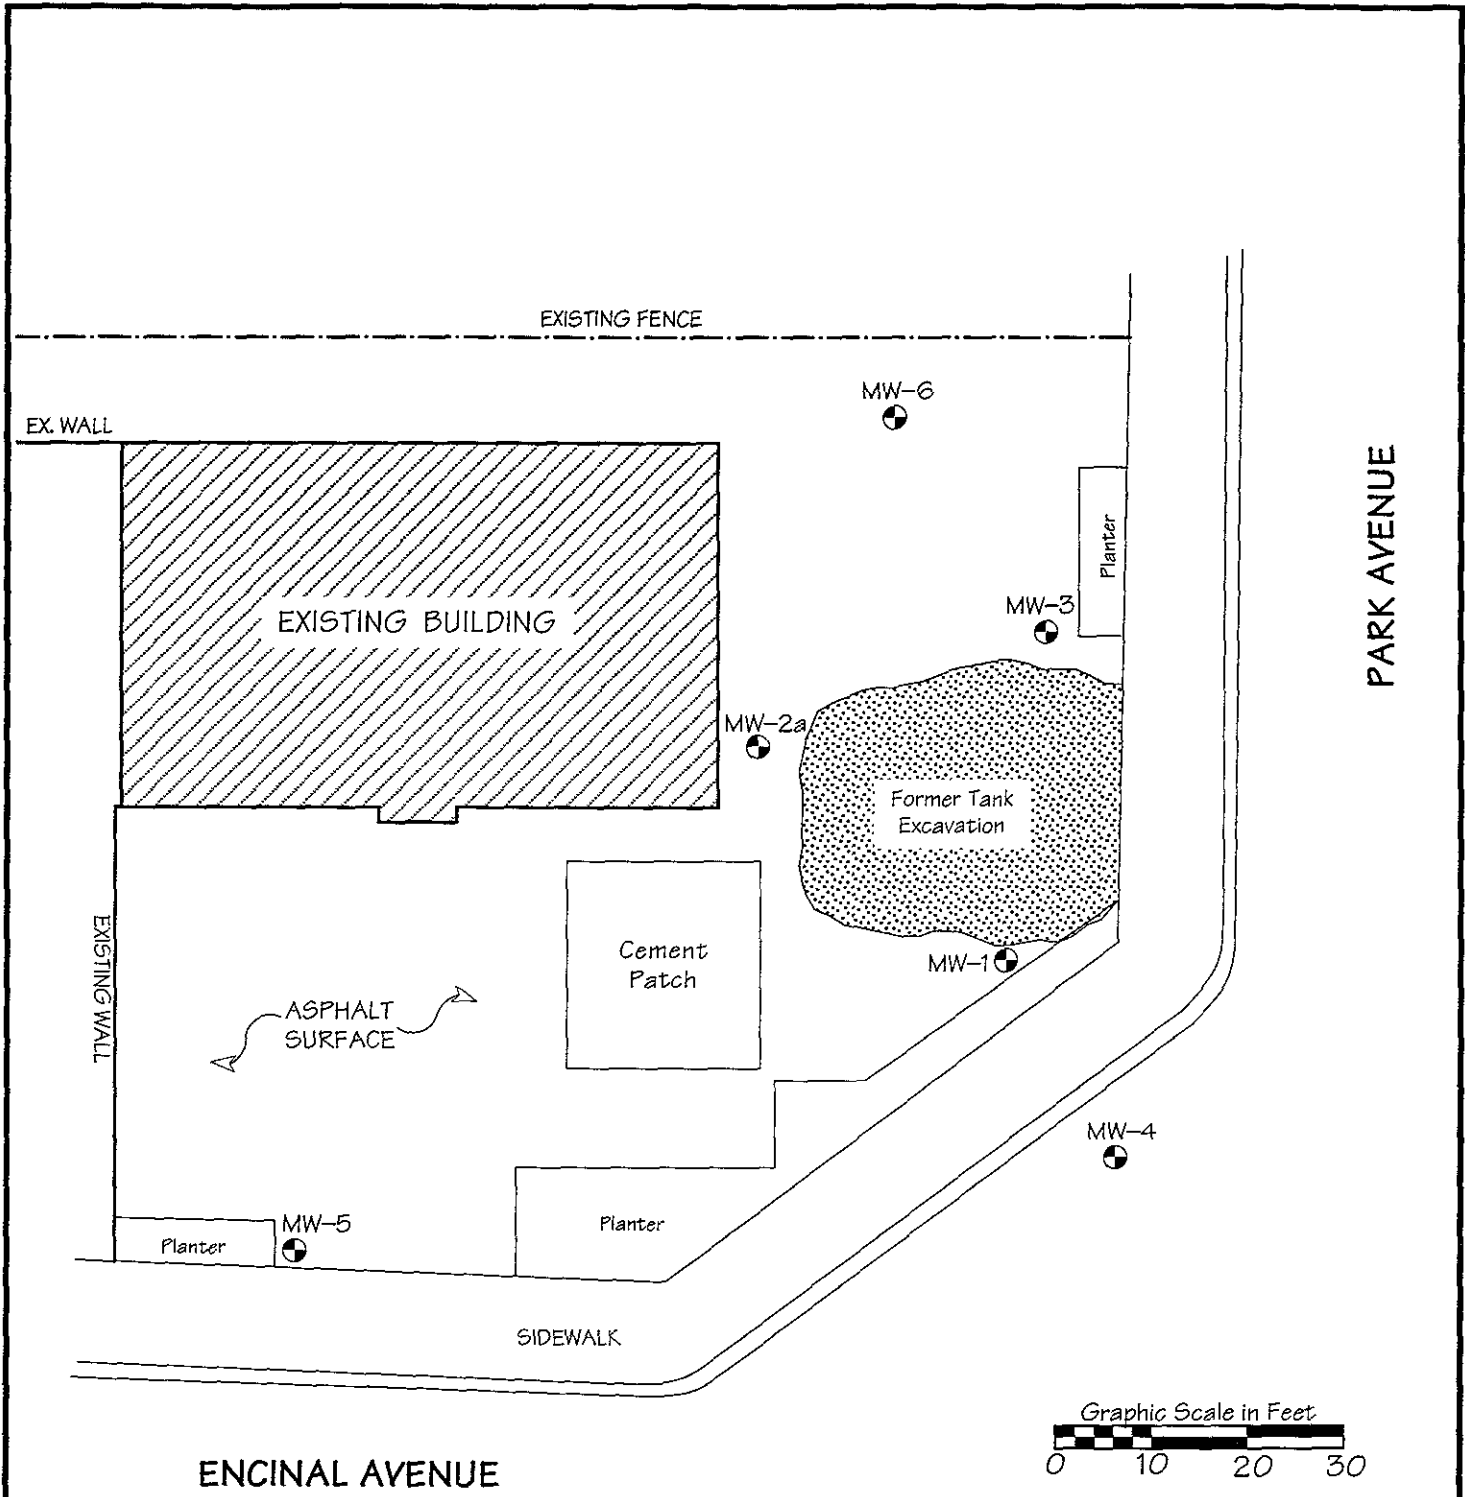 EXISTING FENCE
MW-6
EX. WALL
PARK AVENUE
Planter
MW-3
EXISTING BUILDING
MW-2a
Former Tank
Excavation
EXISTING WALL
Cement
Patch
MW-1
ASPHALT
SURFACE
MW-4
MW-5
Planter
Planter
SIDEWALK
Graphic Scale in Feet
0 10 20 30
ENCINAL AVENUE